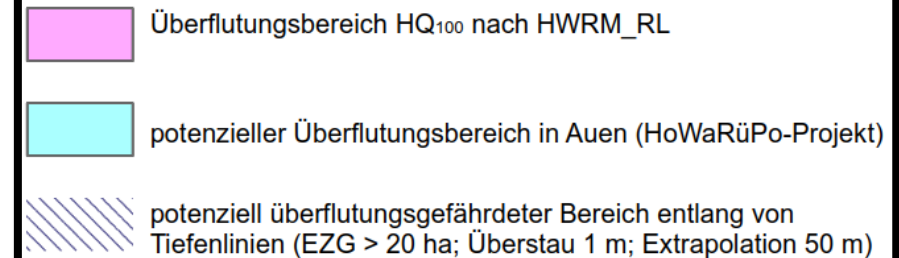 Überflutungsbereich HQ₁₀₀ nach HWRM_RL
potenzieller Überflutungsbereich in Auen (HoWaRüPo-Projekt)
potenziell überflutungsgefährdeter Bereich entlang von
Tiefenlinien (EZG > 20 ha; Überstau 1 m; Extrapolation 50 m)